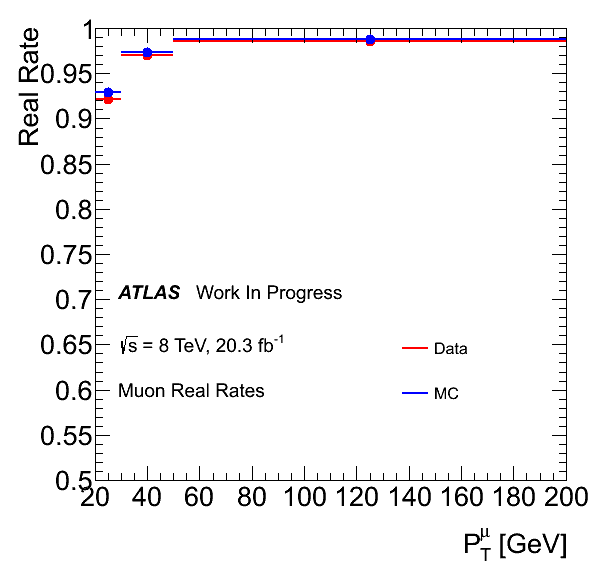 Real Rate
1
0.95
0.9
0.85
0.8
0.75
0.7
0.65
0.6
0.55
0.5
ATLAS Work In Progress
√s = 8 TeV, 20.3 fb⁻¹
Muon Real Rates
Data
MC
20 40 60 80 100 120 140 160 180 200
P_T^μ [GeV]